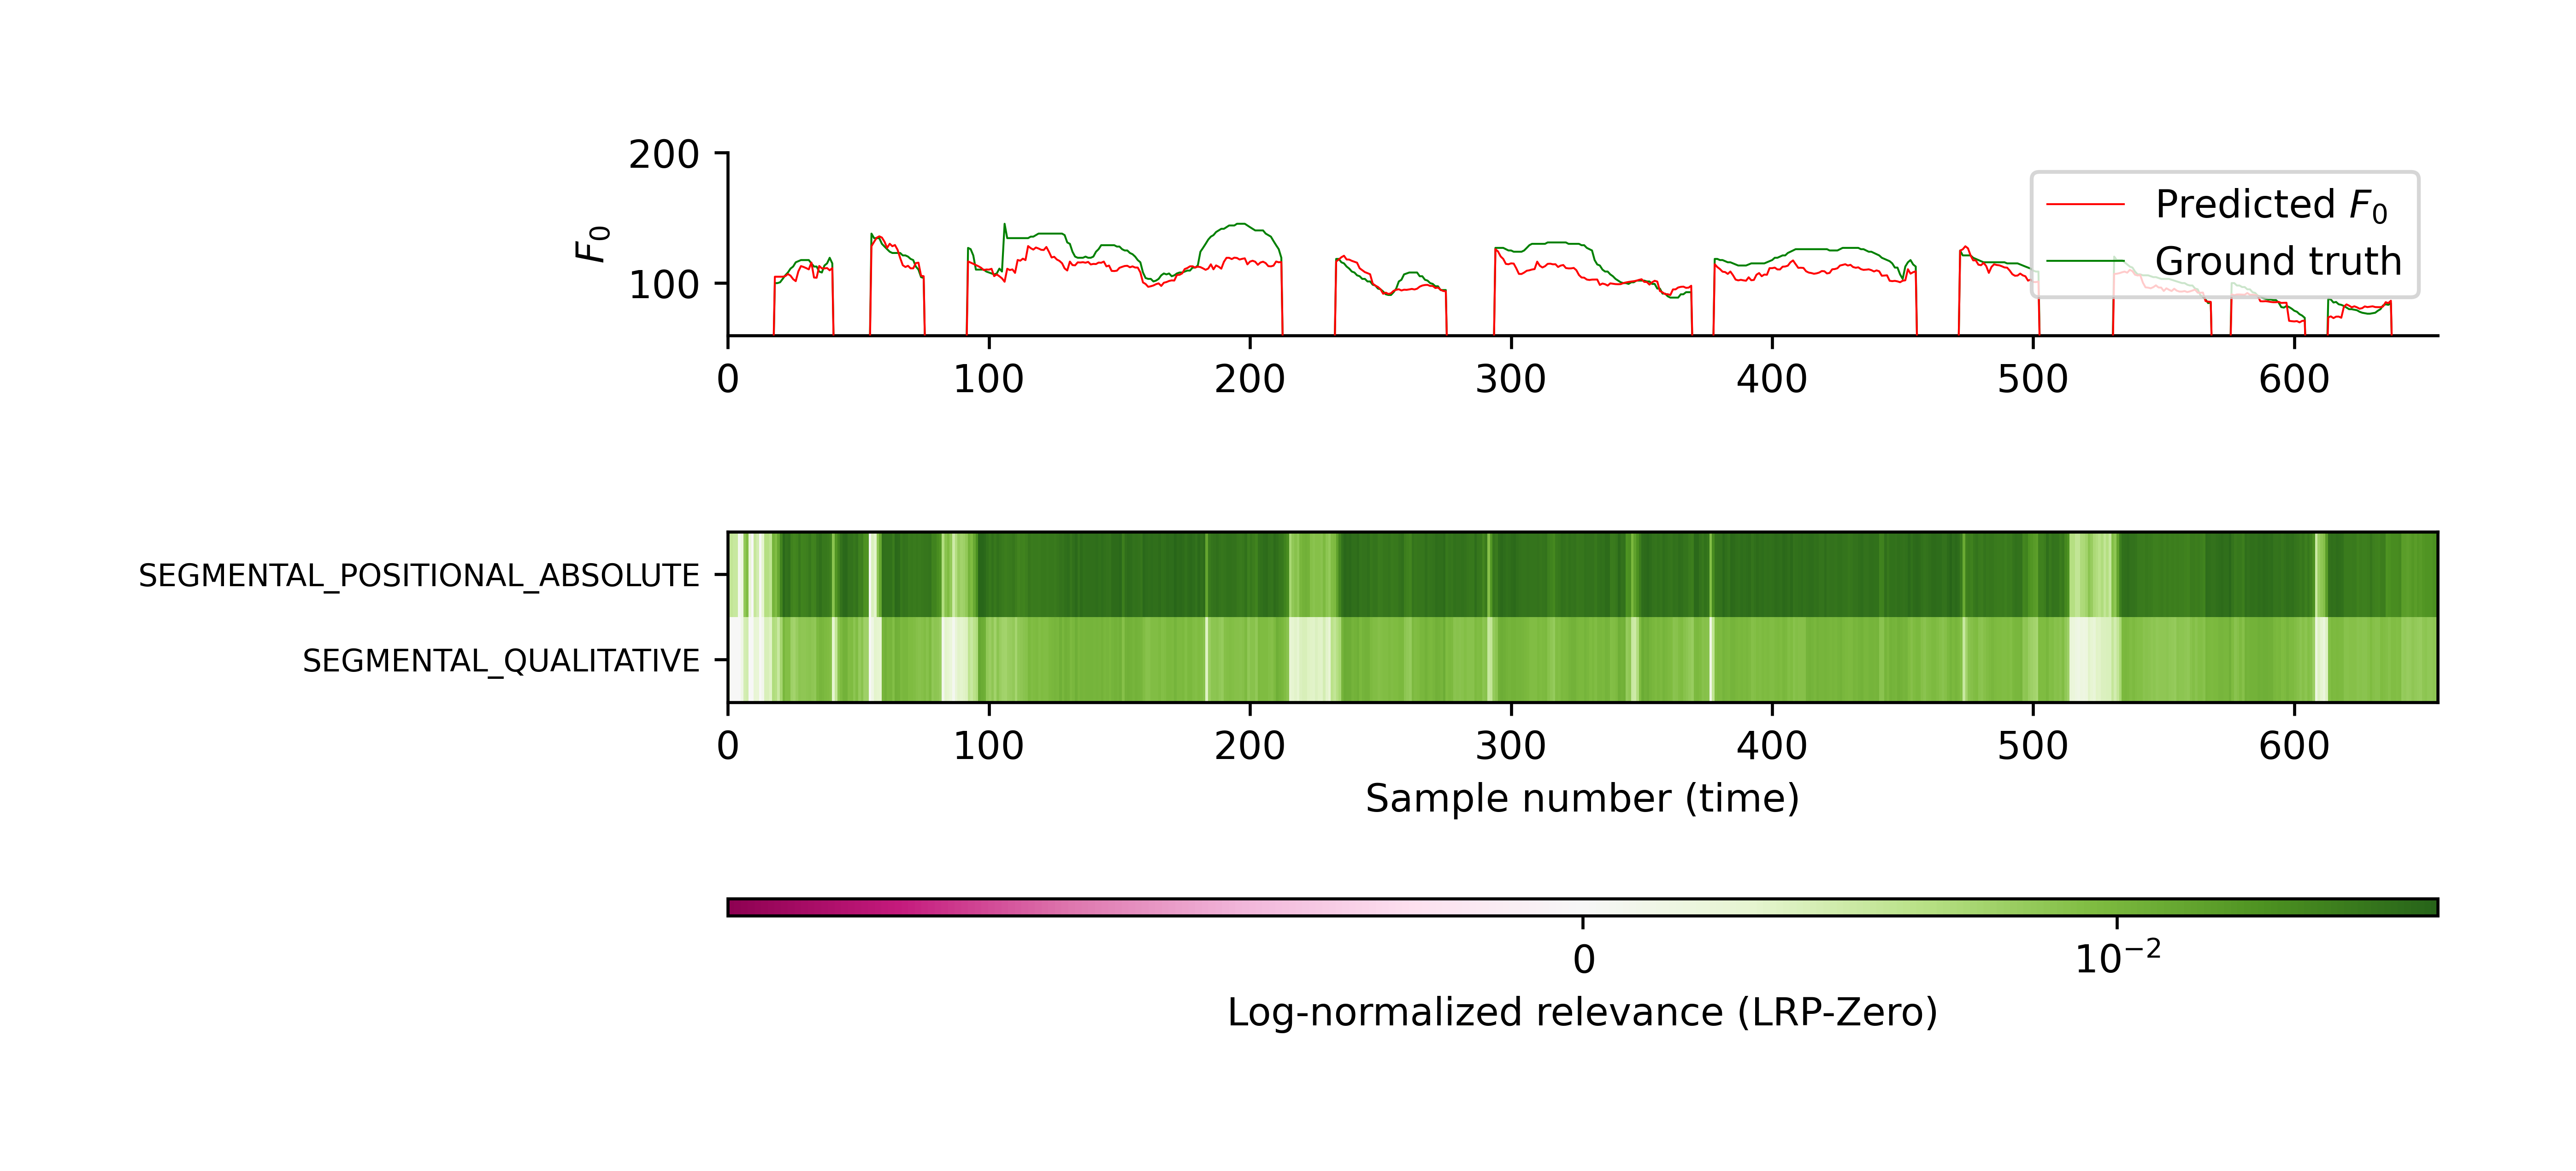 200
100
F₀
Predicted F₀
Ground truth
0 100 200 300 400 500 600
SEGMENTAL_POSITIONAL_ABSOLUTE
SEGMENTAL_QUALITATIVE
0 100 200 300 400 500 600
Sample number (time)
0 10⁻²
Log-normalized relevance (LRP-Zero)